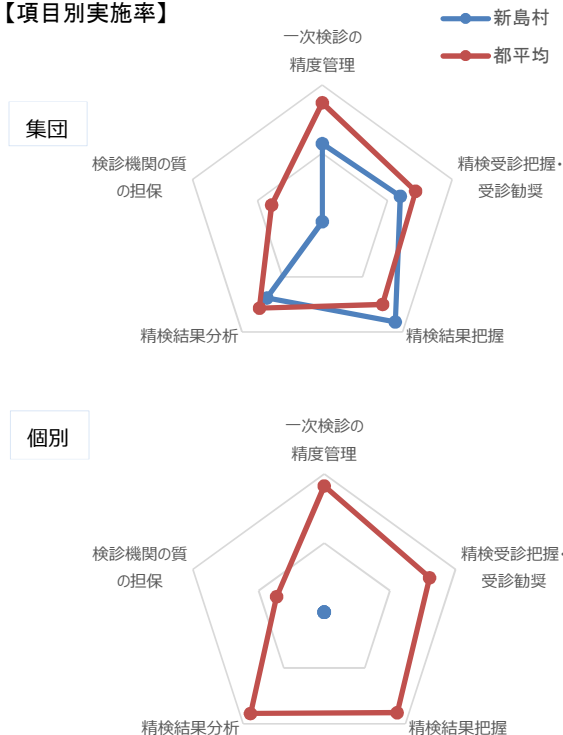 【項目別実施率】
新島村
都平均
集団
一次検診の
精度管理
精検受診把握・
受診勧奨
精検結果把握
精検結果分析
検診機関の質
の担保
個別
一次検診の
精度管理
精検受診把握・
受診勧奨
精検結果把握
精検結果分析
検診機関の質
の担保